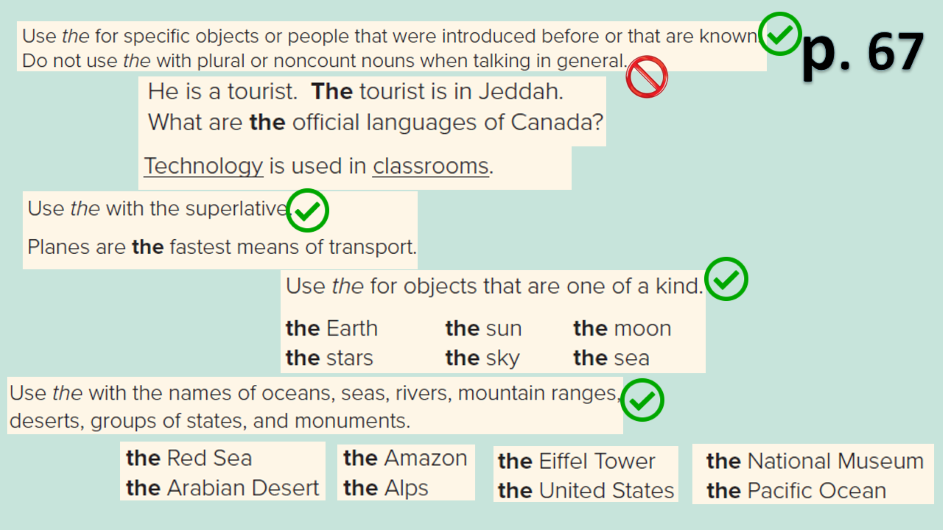 Use the for specific objects or people that were introduced before or that are known.
p. 67
Do not use the with plural or noncount nouns when talking in general.
He is a tourist. The tourist is in Jeddah.
What are the official languages of Canada?
Technology is used in classrooms.
Use the with the superlative.
Planes are the fastest means of transport.
Use the for objects that are one of a kind.
the Earth the sun the moon
the stars the sky the sea
Use the with the names of oceans, seas, rivers, mountain ranges,
deserts, groups of states, and monuments.
the Red Sea the Amazon the Eiffel Tower the National Museum
the Arabian Desert the Alps the United States the Pacific Ocean